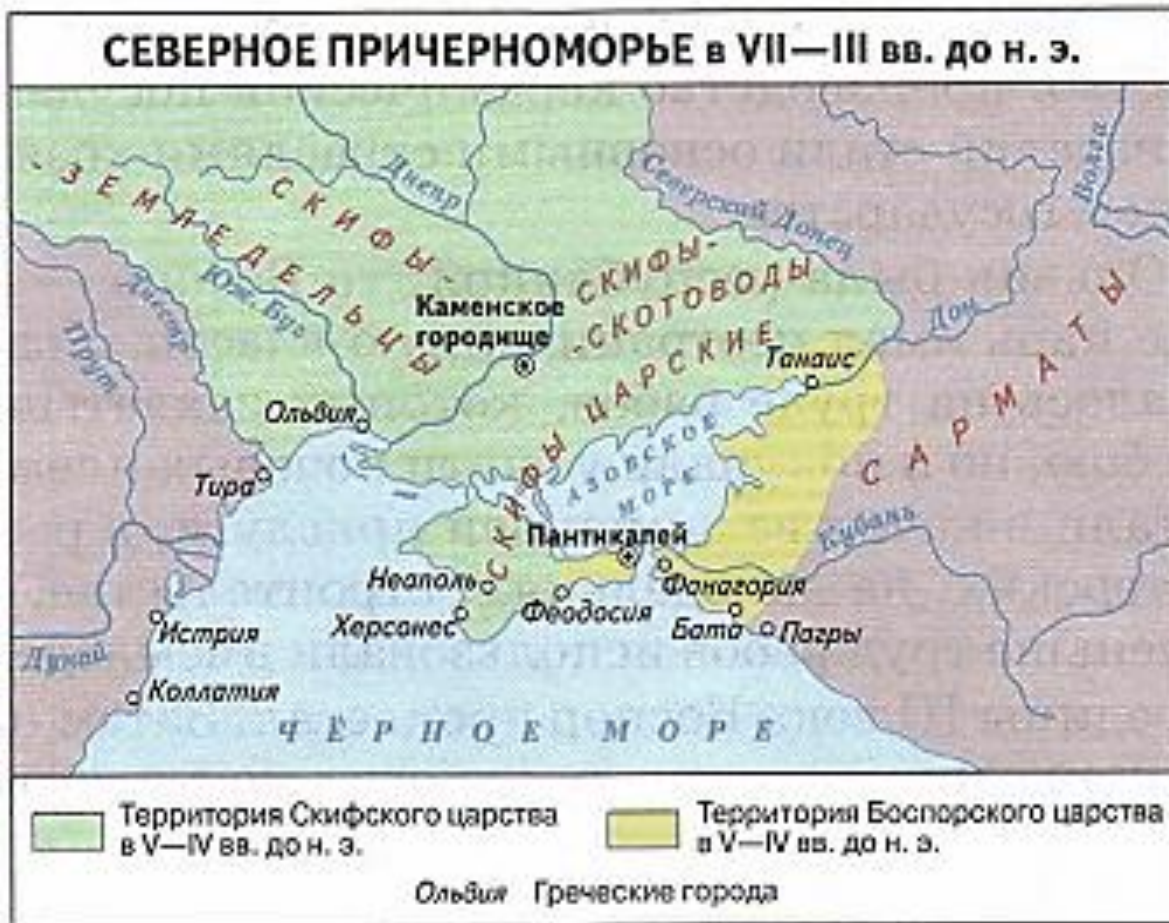 СЕВЕРНОЕ ПРИЧЕРНОМОРЬЕ в VII—III вв. до н. э.
Днепр
Северский Донец
Волга
-ЗЕМЛЕДЕЛЬЦЫ
СКИФЫ-
СКИФЫ-
-СКОТОВОДЫ
Юж. Буг
Днестр
Прут
Каменское
городище
СКИФЫ ЦАРСКИЕ
Дон
САРМАТЫ
Танаис
Ольвия
АЗОВСКОЕ
МОРЕ
Тира
Пантикапей
Кубань
Неаполь
Фанагория
Херсонес
Феодосия
Бата
Пагры
Истрия
Дунай
Коллатия
ЧЁРНОЕ МОРЕ
Территория Скифского царства
в V—IV вв. до н. э.
Территория Боспорского царства
в V—IV вв. до н. э.
Ольвия Греческие города